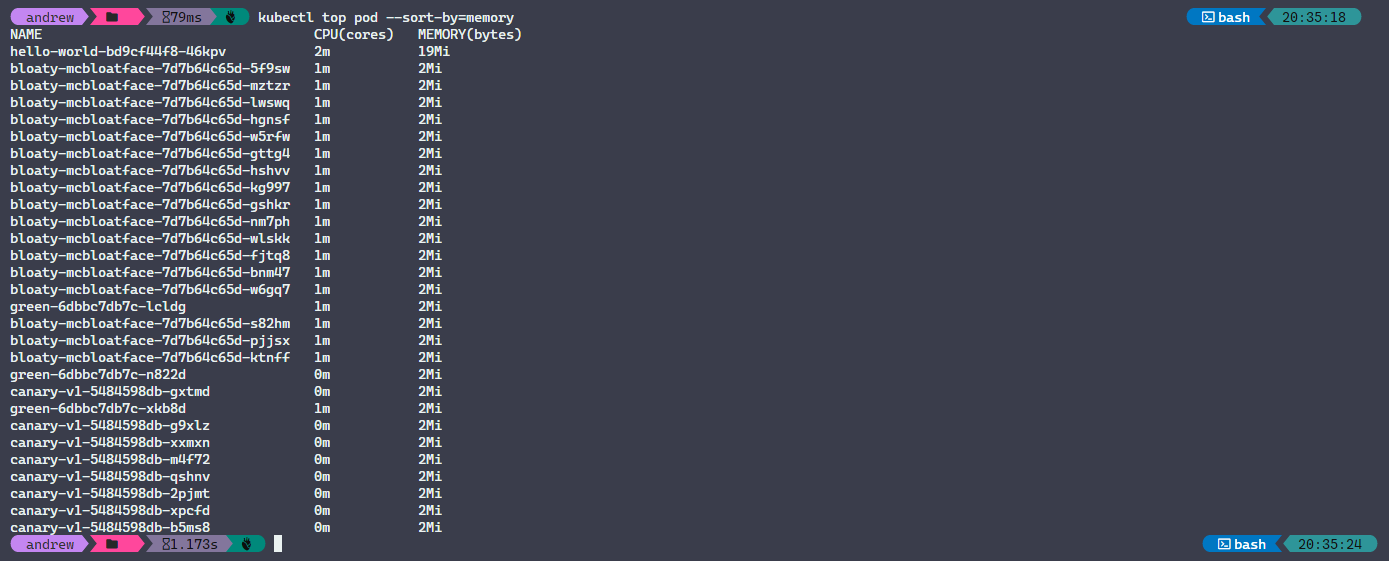 andrew 79ms kubectl top pod --sort-by=memory bash 20:35:18
NAME CPU(cores) MEMORY(bytes)
hello-world-bd9cf44f8-46kpv 2m 19Mi
bloaty-mcbloatface-7d7b64c65d-5f9sw 1m 2Mi
bloaty-mcbloatface-7d7b64c65d-mztzr 1m 2Mi
bloaty-mcbloatface-7d7b64c65d-lwswq 1m 2Mi
bloaty-mcbloatface-7d7b64c65d-hgnsf 1m 2Mi
bloaty-mcbloatface-7d7b64c65d-w5rfw 1m 2Mi
bloaty-mcbloatface-7d7b64c65d-gttg4 1m 2Mi
bloaty-mcbloatface-7d7b64c65d-hshvv 1m 2Mi
bloaty-mcbloatface-7d7b64c65d-kg997 1m 2Mi
bloaty-mcbloatface-7d7b64c65d-gshkr 1m 2Mi
bloaty-mcbloatface-7d7b64c65d-nm7ph 1m 2Mi
bloaty-mcbloatface-7d7b64c65d-wlskk 1m 2Mi
bloaty-mcbloatface-7d7b64c65d-fjtq8 1m 2Mi
bloaty-mcbloatface-7d7b64c65d-bnm47 1m 2Mi
bloaty-mcbloatface-7d7b64c65d-w6gq7 1m 2Mi
green-6dbbc7db7c-lcldg 1m 2Mi
bloaty-mcbloatface-7d7b64c65d-s82hm 1m 2Mi
bloaty-mcbloatface-7d7b64c65d-pjjsx 1m 2Mi
bloaty-mcbloatface-7d7b64c65d-ktnff 1m 2Mi
green-6dbbc7db7c-n822d 0m 2Mi
canary-v1-5484598db-gxtmd 0m 2Mi
green-6dbbc7db7c-xkb8d 1m 2Mi
canary-v1-5484598db-g9xlz 0m 2Mi
canary-v1-5484598db-xxmxn 0m 2Mi
canary-v1-5484598db-m4f72 0m 2Mi
canary-v1-5484598db-qshnv 0m 2Mi
canary-v1-5484598db-2pjmt 0m 2Mi
canary-v1-5484598db-xpcfd 0m 2Mi
canary-v1-5484598db-b5ms8 0m 2Mi
andrew 1.173s bash 20:35:24